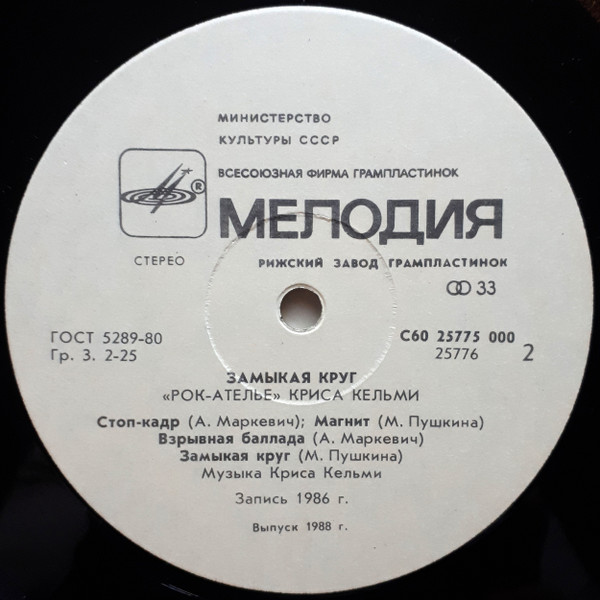 МИНИСТЕРСТВО
КУЛЬТУРЫ СССР
ВСЕСОЮЗНАЯ ФИРМА ГРАМПЛАСТИНОК
®
МЕЛОДИЯ
СТЕРЕО
РИЖСКИЙ ЗАВОД ГРАМПЛАСТИНОК
33
ГОСТ 5289-80
Гр. 3. 2-25
С60 25775 000
25776 2
ЗАМЫКАЯ КРУГ
«РОК-АТЕЛЬЕ» КРИСА КЕЛЬМИ
Стоп-кадр (А. Маркевич); Магнит (М. Пушкина)
Взрывная баллада (А. Маркевич)
Замыкая круг (М. Пушкина)
Музыка Криса Кельми
Запись 1986 г.
Выпуск 1988 г.